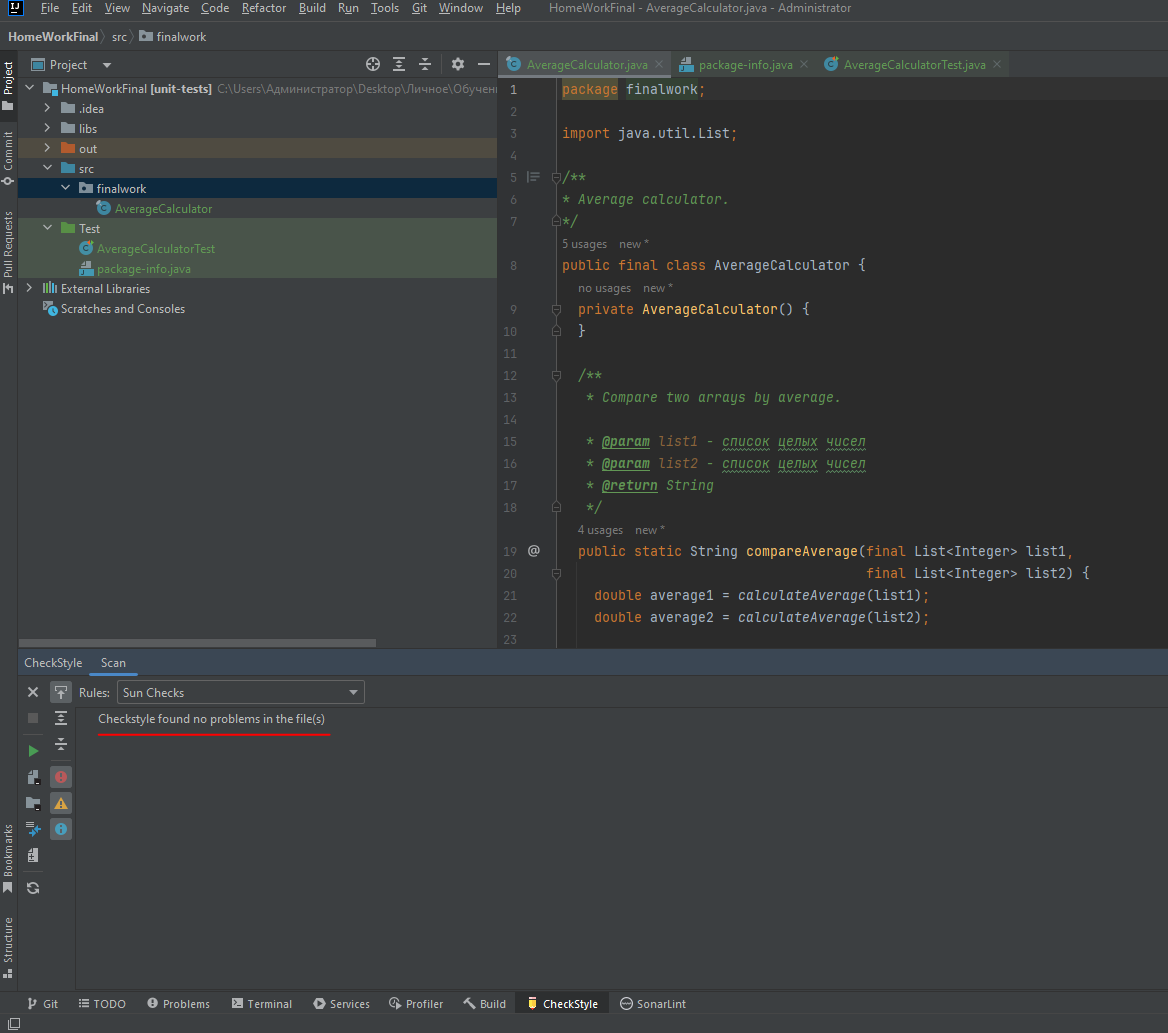 File Edit View Navigate Code Refactor Build Run Tools Git Window Help HomeWorkFinal - AverageCalculator.java - Administrator
HomeWorkFinal src finalwork
Project
Commit
Pull Requests
Bookmarks
Structure
Project
HomeWorkFinal [unit-tests] C:\Users\Администратор\Desktop\Личное\Обучен
.idea
libs
out
src
finalwork
AverageCalculator
Test
AverageCalculatorTest
package-info.java
External Libraries
Scratches and Consoles
AverageCalculator.java package-info.java AverageCalculatorTest.java
1 package finalwork;
2
3 import java.util.List;
4
5 /**
6 * Average calculator.
7 */
5 usages new *
8 public final class AverageCalculator {
no usages new *
9 private AverageCalculator() {
10 }
11
12 /**
13 * Compare two arrays by average.
14
15 * @param list1 - список целых чисел
16 * @param list2 - список целых чисел
17 * @return String
18 */
4 usages new *
19 @ public static String compareAverage(final List<Integer> list1,
20 final List<Integer> list2) {
21 double average1 = calculateAverage(list1);
22 double average2 = calculateAverage(list2);
23
CheckStyle Scan
Rules: Sun Checks
Checkstyle found no problems in the file(s)
Git TODO Problems Terminal Services Profiler Build CheckStyle SonarLint